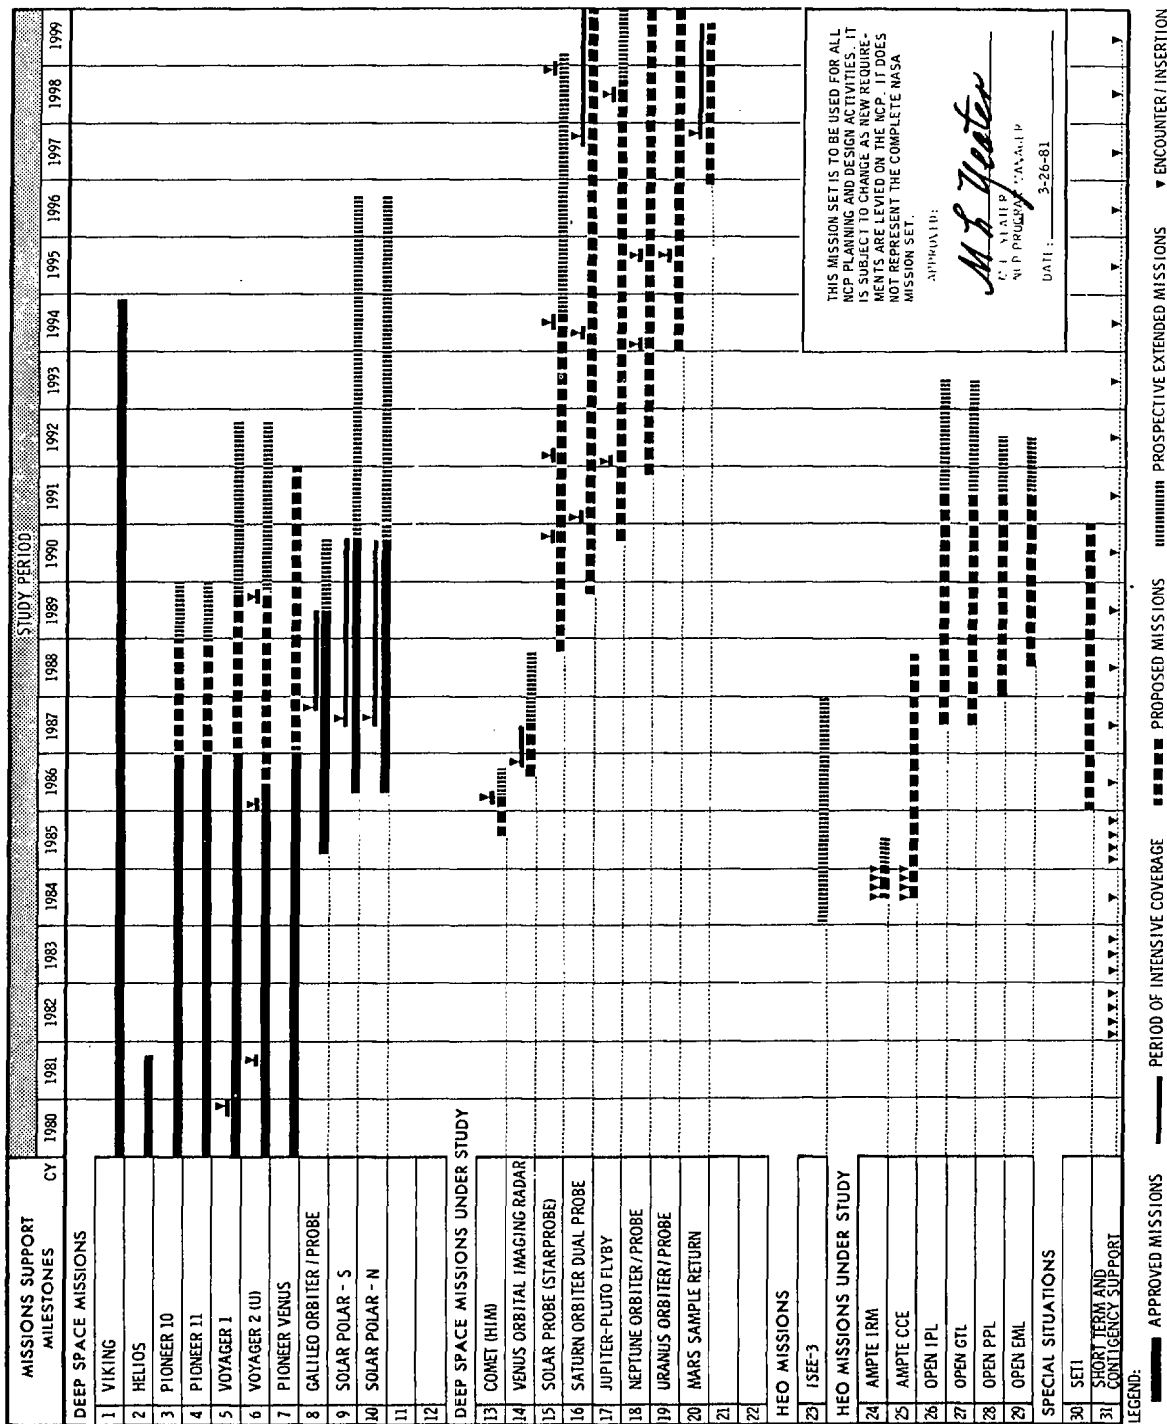 MISSIONS SUPPORT
MILESTONES CY
STUDY PERIOD
1980 1981 1982 1983 1984 1985 1986 1987 1988 1989 1990 1991 1992 1993 1994 1995 1996 1997 1998 1999
DEEP SPACE MISSIONS
1 VIKING
2 HELIOS
3 PIONEER 10
4 PIONEER 11
5 VOYAGER 1
6 VOYAGER 2 (U)
7 PIONEER VENUS
8 GALILEO ORBITER / PROBE
9 SOLAR POLAR - S
10 SOLAR POLAR - N
11
12
DEEP SPACE MISSIONS UNDER STUDY
13 COMET (HIM)
14 VENUS ORBITAL IMAGING RADAR
15 SOLAR PROBE (STARPROBE)
16 SATURN ORBITER DUAL PROBE
17 JUPITER-PLUTO FLYBY
18 NEPTUNE ORBITER / PROBE
19 URANUS ORBITER / PROBE
20 MARS SAMPLE RETURN
21
22
HEO MISSIONS
23 ISEE-3
HEO MISSIONS UNDER STUDY
24 AMPTE IRM
25 AMPTE CCE
26 OPEN IPL
27 OPEN GTL
28 OPEN PPL
29 OPEN EML
SPECIAL SITUATIONS
30 SETI
31 SHORT TERM AND
CONTIGENCY SUPPORT
THIS MISSION SET IS TO BE USED FOR ALL
NCP PLANNING AND DESIGN ACTIVITIES. IT
IS SUBJECT TO CHANGE AS NEW REQUIRE-
MENTS ARE LEVIED ON THE NCP. IT DOES
NOT REPRESENT THE COMPLETE NASA
MISSION SET.
APPROVED:
M L Yeater
YEATER
NCP PROGRAM MANAGER
DATE: 3-26-81
LEGEND:
APPROVED MISSIONS PERIOD OF INTENSIVE COVERAGE PROPOSED MISSIONS PROSPECTIVE EXTENDED MISSIONS ENCOUNTER / INSERTION